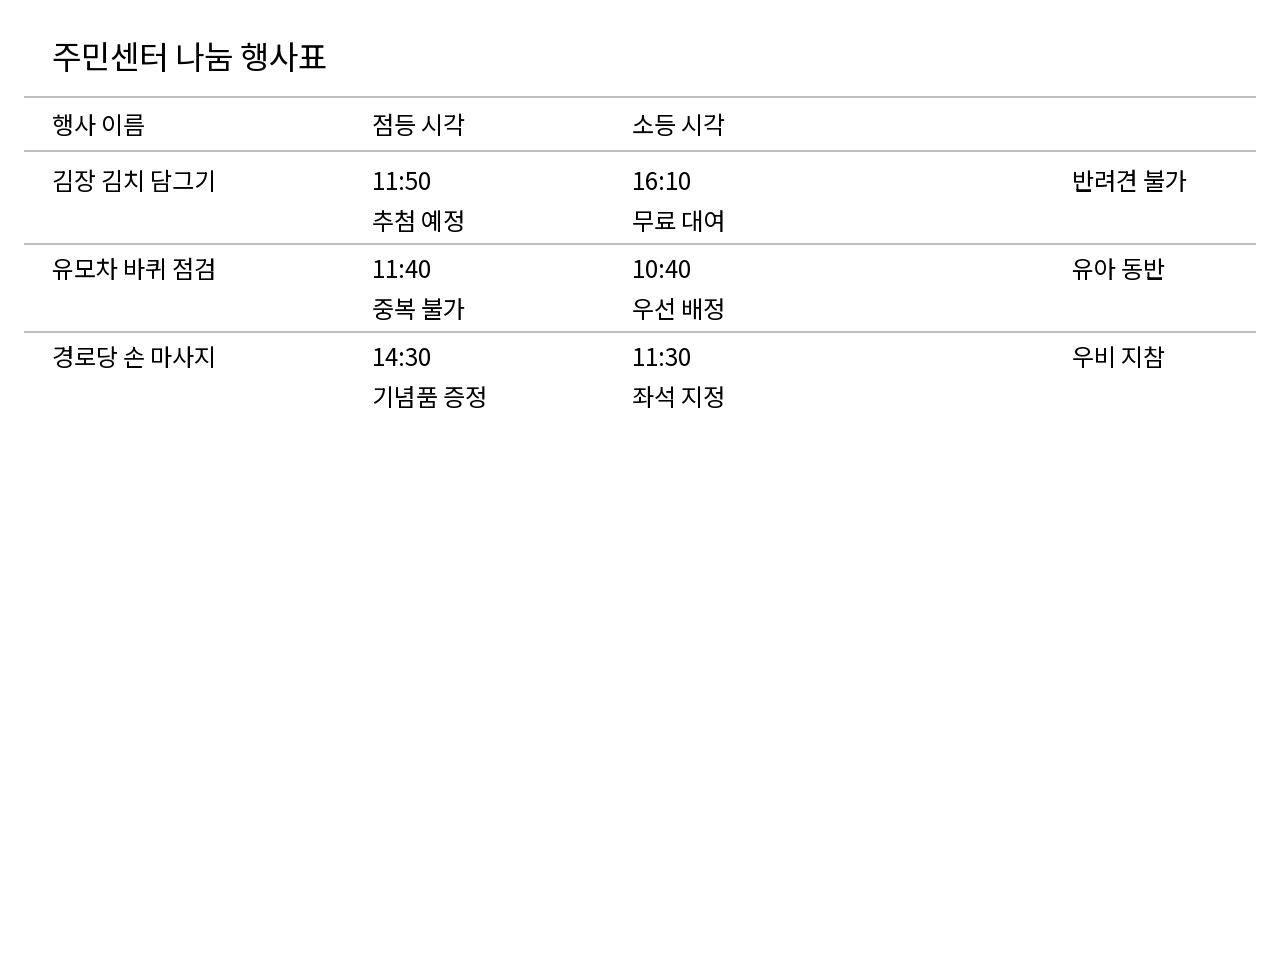 주민센터 나눔 행사표
행사 이름 점등 시각 소등 시각
김장 김치 담그기 11:50 16:10 반려견 불가
추첨 예정 무료 대여
유모차 바퀴 점검 11:40 10:40 유아 동반
중복 불가 우선 배정
경로당 손 마사지 14:30 11:30 우비 지참
기념품 증정 좌석 지정